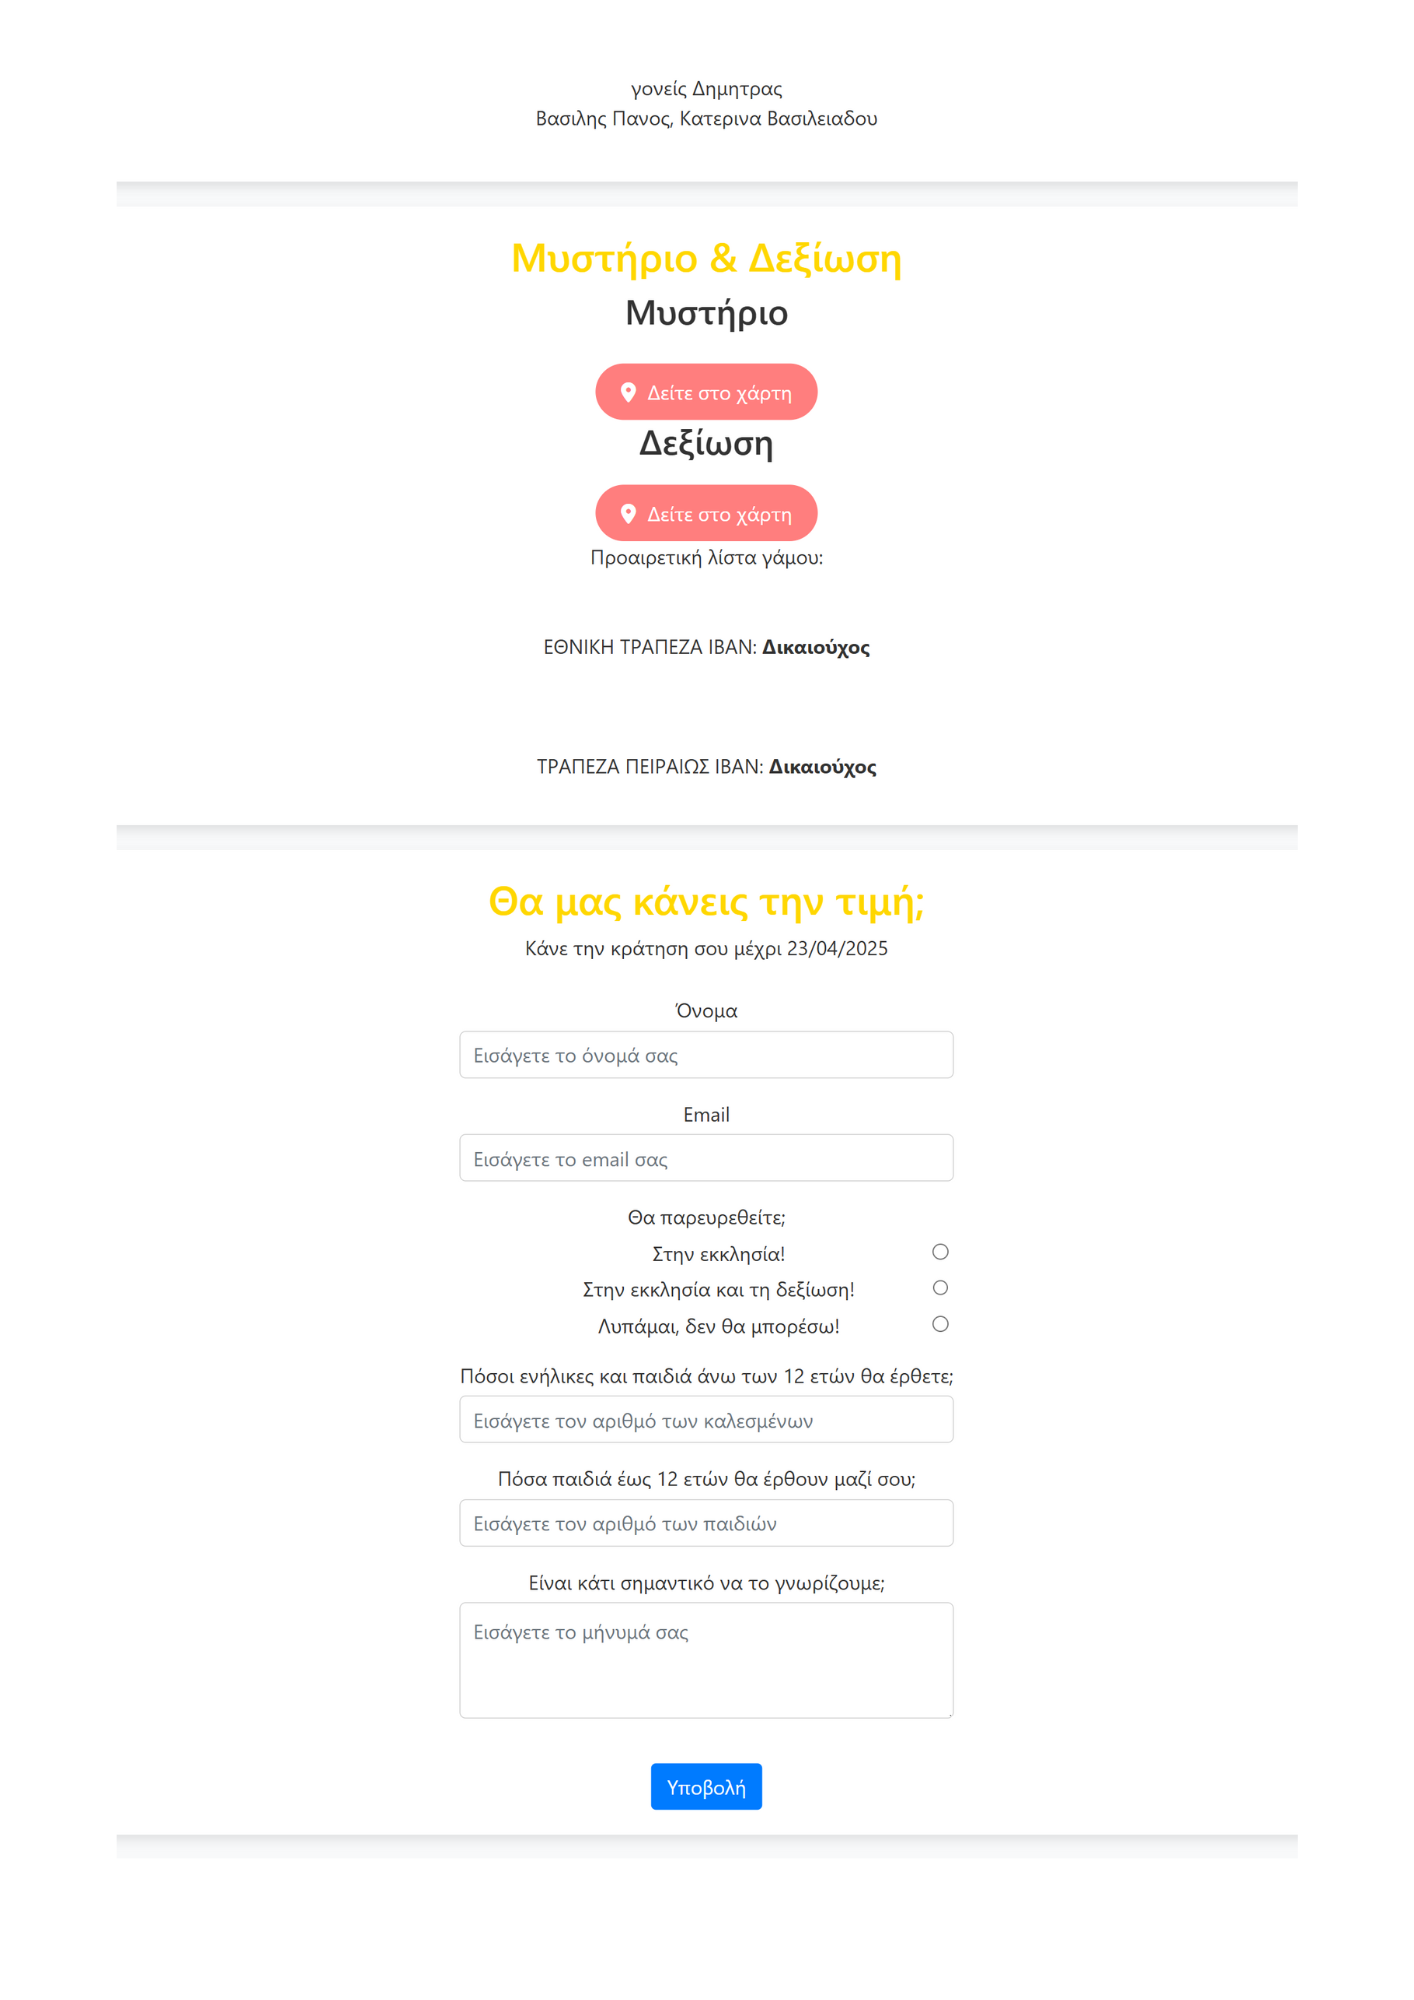 γονείς Δημητρας
Βασιλης Πανος, Κατερινα Βασιλειαδου
Μυστήριο & Δεξίωση
Μυστήριο
Δείτε στο χάρτη
Δεξίωση
Δείτε στο χάρτη
Προαιρετική λίστα γάμου:
ΕΘΝΙΚΗ ΤΡΑΠΕΖΑ IBAN: Δικαιούχος
ΤΡΑΠΕΖΑ ΠΕΙΡΑΙΩΣ IBAN: Δικαιούχος
Θα μας κάνεις την τιμή;
Κάνε την κράτηση σου μέχρι 23/04/2025
Όνομα
Εισάγετε το όνομά σας
Email
Εισάγετε το email σας
Θα παρευρεθείτε;
Στην εκκλησία!
Στην εκκλησία και τη δεξίωση!
Λυπάμαι, δεν θα μπορέσω!
Πόσοι ενήλικες και παιδιά άνω των 12 ετών θα έρθετε;
Εισάγετε τον αριθμό των καλεσμένων
Πόσα παιδιά έως 12 ετών θα έρθουν μαζί σου;
Εισάγετε τον αριθμό των παιδιών
Είναι κάτι σημαντικό να το γνωρίζουμε;
Εισάγετε το μήνυμά σας
Υποβολή